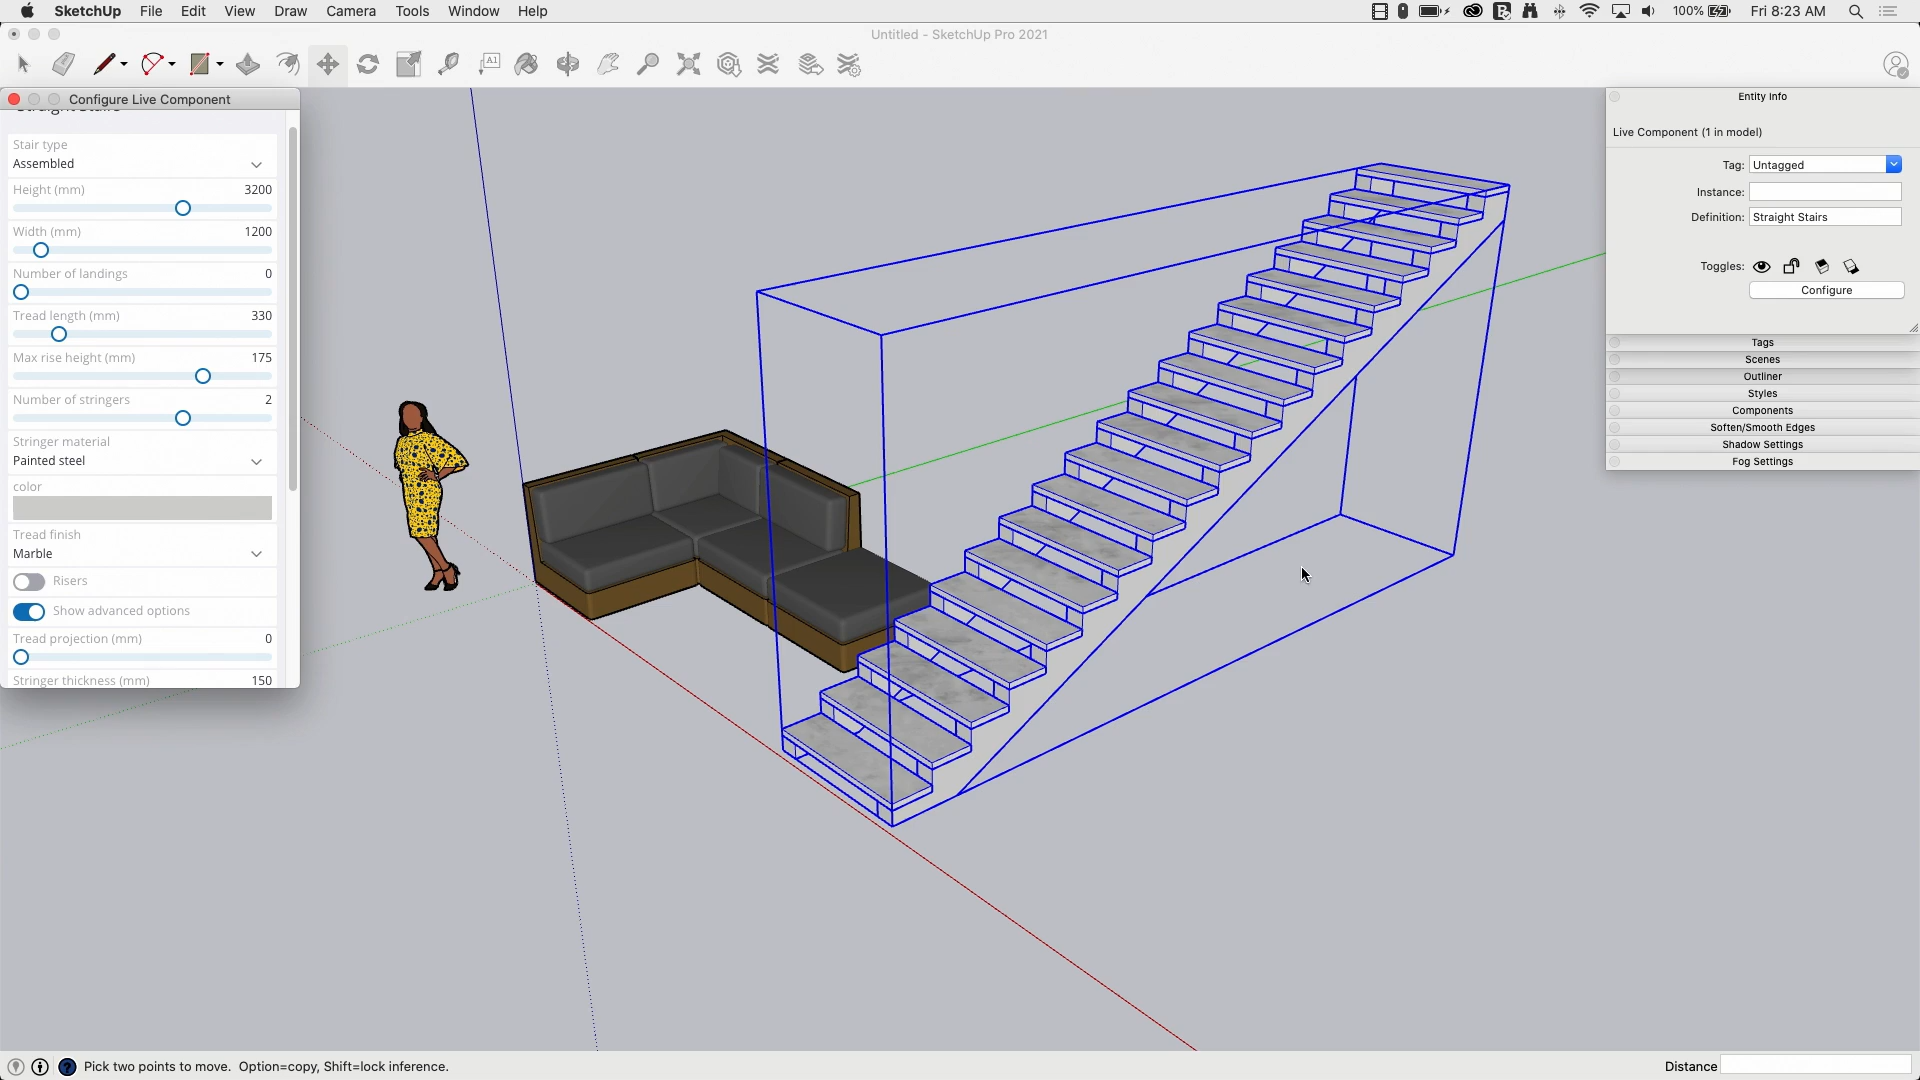 SketchUp File Edit View Draw Camera Tools Window Help
100% Fri 8:23 AM
Untitled - SketchUp Pro 2021
A1
Configure Live Component
Straight Stairs
Stair type
Assembled
Height (mm) 3200
Width (mm) 1200
Number of landings 0
Tread length (mm) 330
Max rise height (mm) 175
Number of stringers 2
Stringer material
Painted steel
color
Tread finish
Marble
Risers
Show advanced options
Tread projection (mm) 0
Stringer thickness (mm) 150
Entity Info
Live Component (1 in model)
Tag: Untagged
Instance:
Definition: Straight Stairs
Toggles:
Configure
Tags
Scenes
Outliner
Styles
Components
Soften/Smooth Edges
Shadow Settings
Fog Settings
Pick two points to move. Option=copy, Shift=lock inference.
Distance